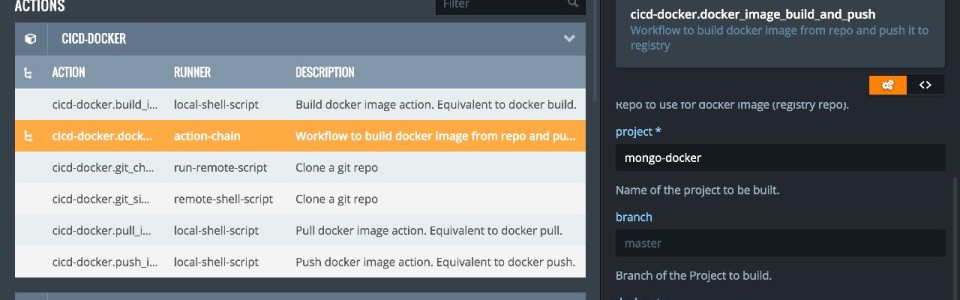 ACTIONS
Filter
CICD-DOCKER
ACTION RUNNER DESCRIPTION
cicd-docker.build_i... local-shell-script Build docker image action. Equivalent to docker build.
cicd-docker.dock... action-chain Workflow to build docker image from repo and pu...
cicd-docker.git_ch... run-remote-script Clone a git repo
cicd-docker.git_si... remote-shell-script Clone a git repo
cicd-docker.pull_i... local-shell-script Pull docker image action. Equivalent to docker pull.
cicd-docker.push_i... local-shell-script Push docker image action. Equivalent to docker push.
cicd-docker.docker_image_build_and_push
Workflow to build docker image from repo and push it to
registry
Repo to use for docker image (registry repo).
project *
mongo-docker
Name of the project to be built.
branch
master
Branch of the Project to build.